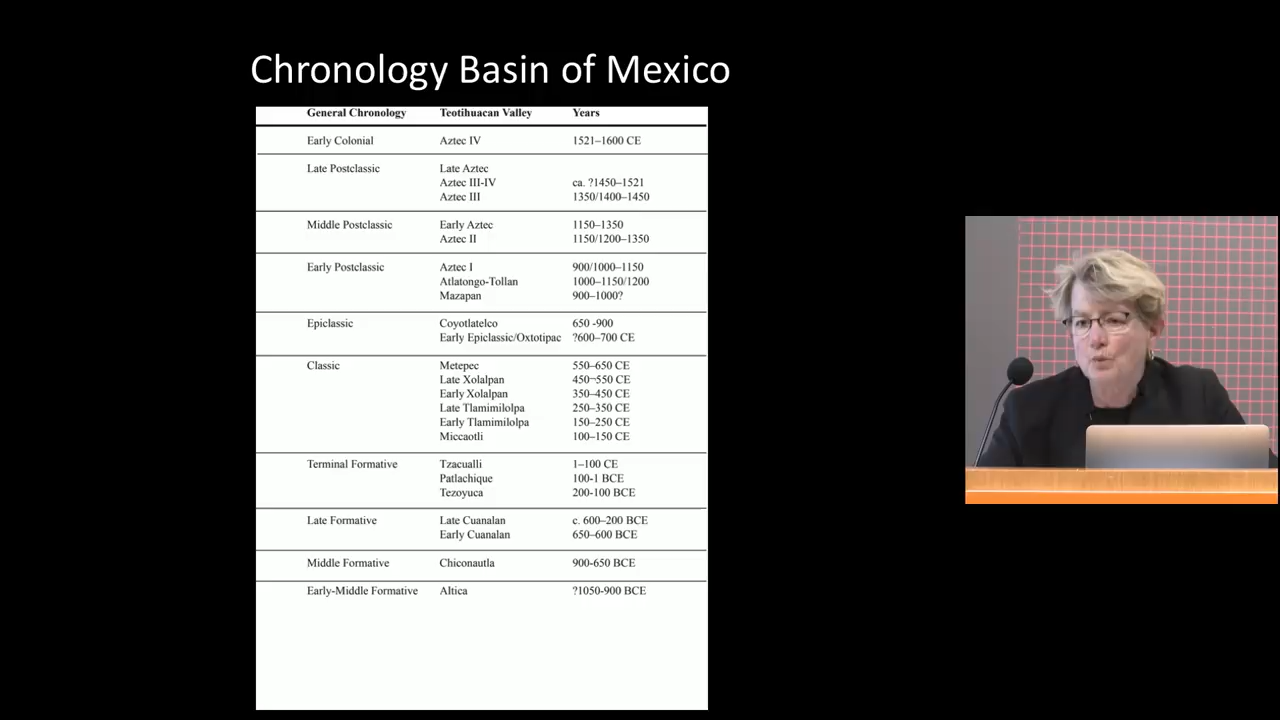 Chronology Basin of Mexico
General Chronology Teotihuacan Valley Years
Early Colonial Aztec IV 1521–1600 CE
Late Postclassic Late Aztec
Aztec III-IV ca. ?1450–1521
Aztec III 1350/1400–1450
Middle Postclassic Early Aztec 1150–1350
Aztec II 1150/1200–1350
Early Postclassic Aztec I 900/1000–1150
Atlatongo-Tollan 1000–1150/1200
Mazapan 900–1000?
Epiclassic Coyotlatelco 650 -900
Early Epiclassic/Oxtotipac ?600–700 CE
Classic Metepec 550–650 CE
Late Xolalpan 450–550 CE
Early Xolalpan 350–450 CE
Late Tlamimilolpa 250–350 CE
Early Tlamimilolpa 150–250 CE
Miccaotli 100–150 CE
Terminal Formative Tzacualli 1–100 CE
Patlachique 100-1 BCE
Tezoyuca 200-100 BCE
Late Formative Late Cuanalan c. 600–200 BCE
Early Cuanalan 650–600 BCE
Middle Formative Chiconautla 900-650 BCE
Early-Middle Formative Altica ?1050-900 BCE